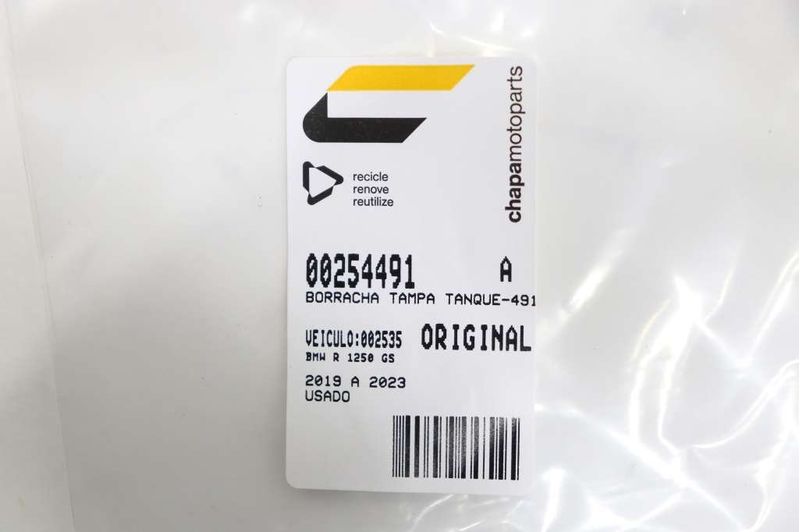 chapamotoparts
recicle
renove
reutilize
00254491 A
BORRACHA TAMPA TANQUE-491
VEICULO:002535 ORIGINAL
BMW R 1250 GS
2019 A 2023
USADO